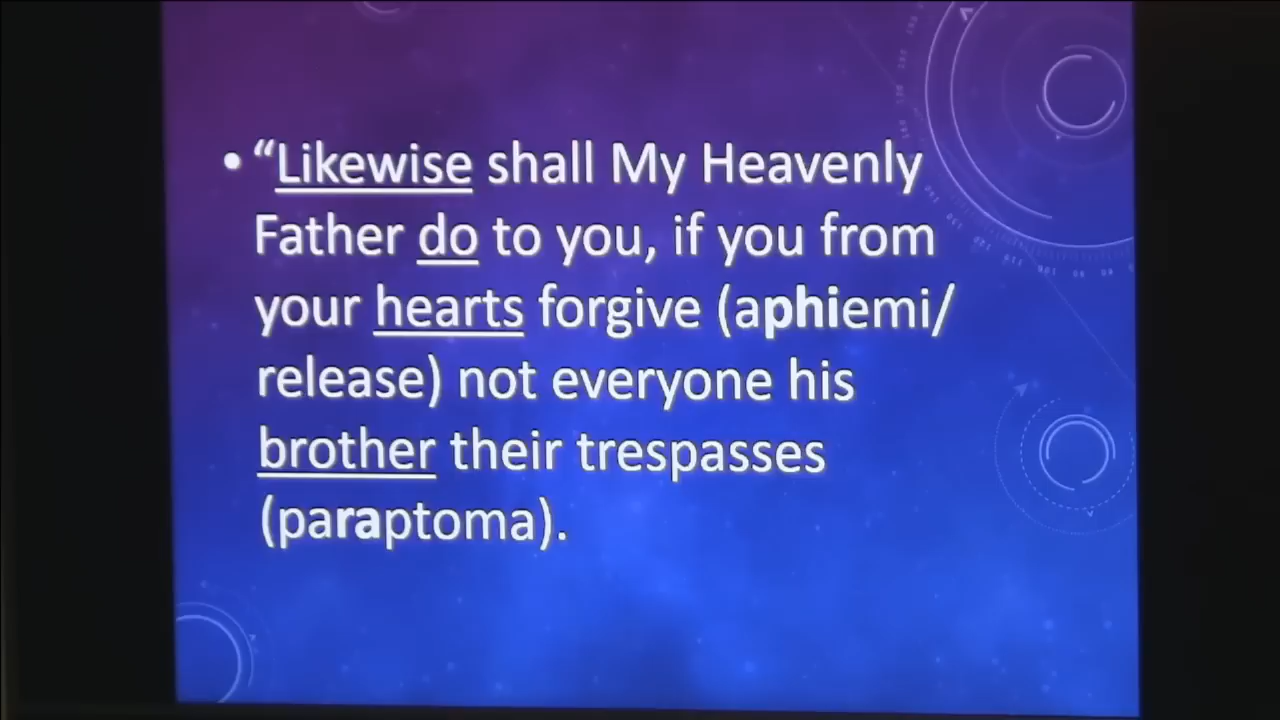 • “Likewise shall My Heavenly
Father do to you, if you from
your hearts forgive (aphiemi/
release) not everyone his
brother their trespasses
(paraptoma).